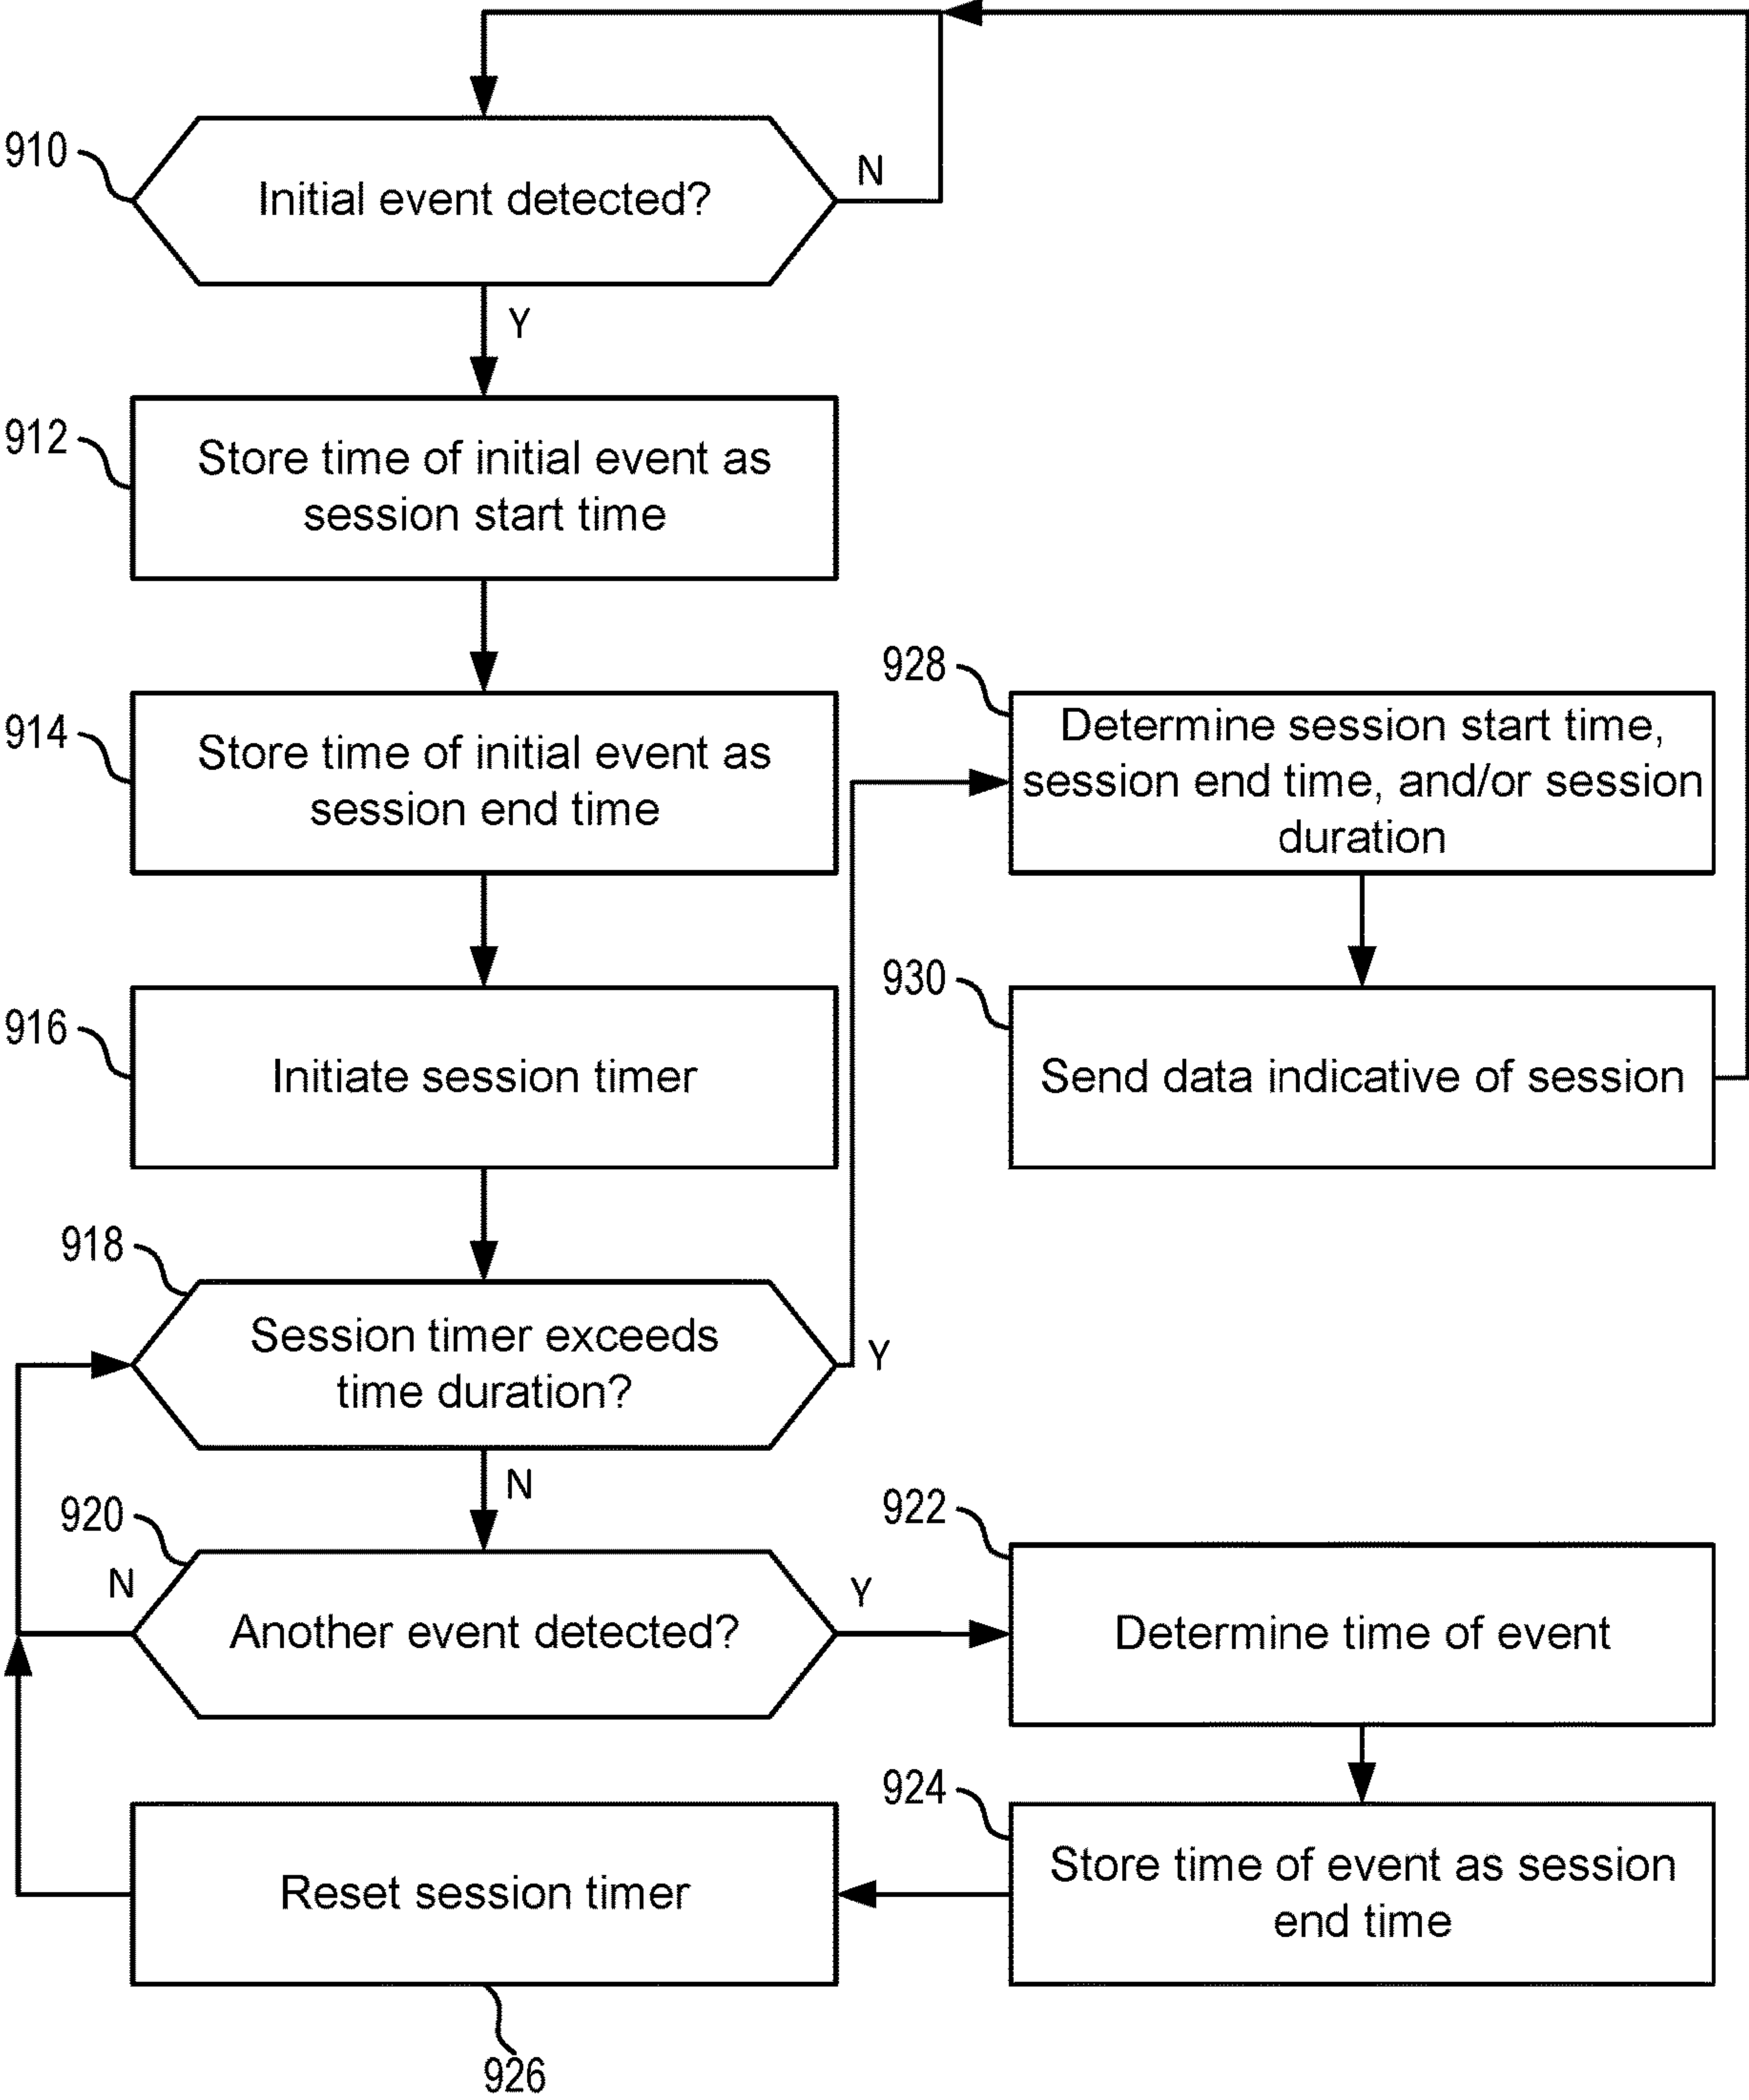 910
Initial event detected?
N
Y
912
Store time of initial event as
session start time
914
Store time of initial event as
session end time
928
Determine session start time,
session end time, and/or session
duration
916
Initiate session timer
930
Send data indicative of session
918
Session timer exceeds
time duration?
Y
N
920
N
Another event detected?
Y
922
Determine time of event
924
Store time of event as session
end time
Reset session timer
926